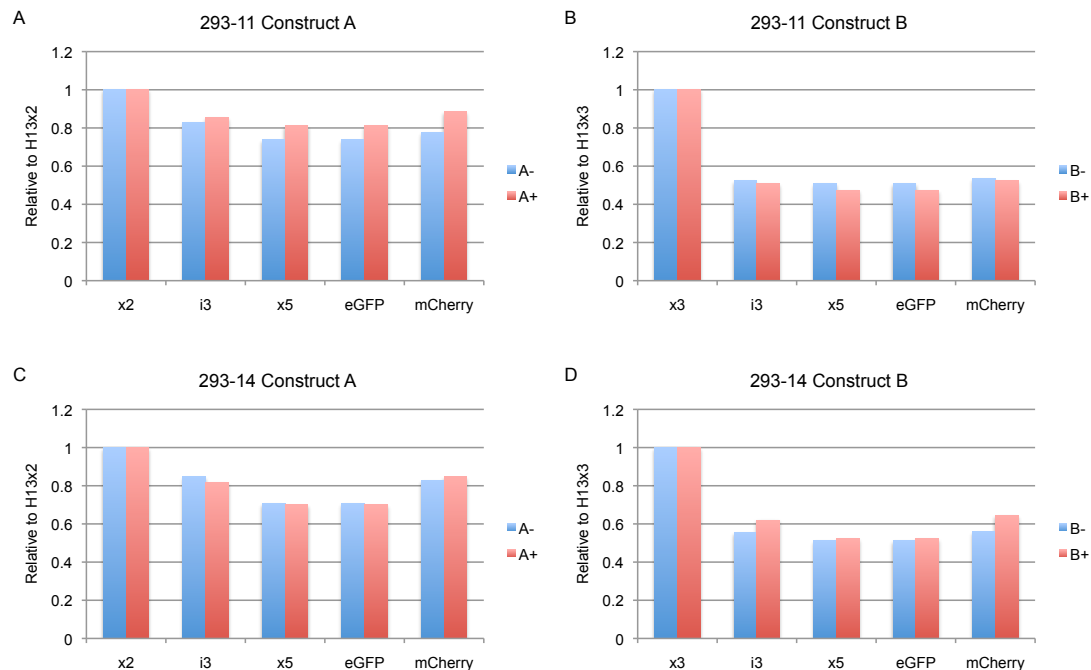 A
293-11 Construct A
1.2
1
0.8
0.6
0.4
0.2
0
Relative to H13x2
x2 i3 x5 eGFP mCherry
A-
A+
B
293-11 Construct B
1.2
1
0.8
0.6
0.4
0.2
0
Relative to H13x3
x3 i3 x5 eGFP mCherry
B-
B+
C
293-14 Construct A
1.2
1
0.8
0.6
0.4
0.2
0
Relative to H13x2
x2 i3 x5 eGFP mCherry
A-
A+
D
293-14 Construct B
1.2
1
0.8
0.6
0.4
0.2
0
Relative to H13x3
x3 i3 x5 eGFP mCherry
B-
B+